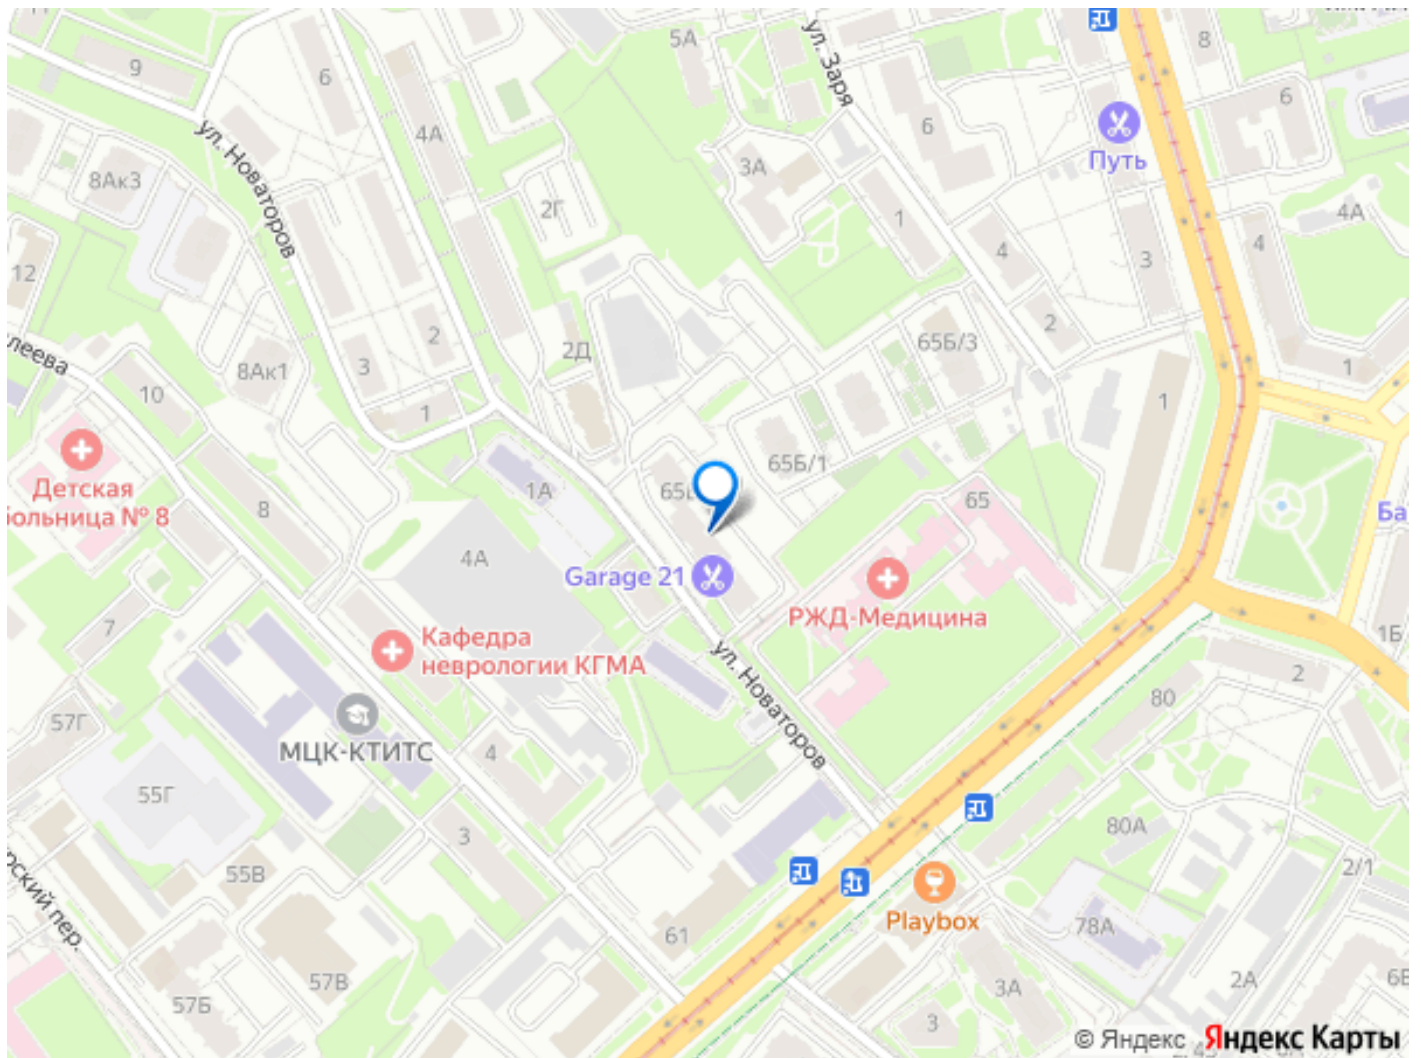 9
6
5А
ул. Заря
8
6
ул. Новаторов
4А
6
Путь
8Ак3
3А
2Г
1
4А
4
4
3
12
2
3
2
2Д
65Б/3
леева
8Ак1
1
10
1
1
65Б/1
Детская
больница № 8
8
1А
65
4А
Garage 21
РЖД-Медицина
7
Кафедра
неврологии КГМА
ул. Новаторов
1Б
2
80
57Г
МЦК-КТИТС
4
55Г
3
80А
2/1
55В
Playbox
78А
61
рский пер.
57В
57Б
3А
3
2А
6В
© Яндекс Яндекс Карты